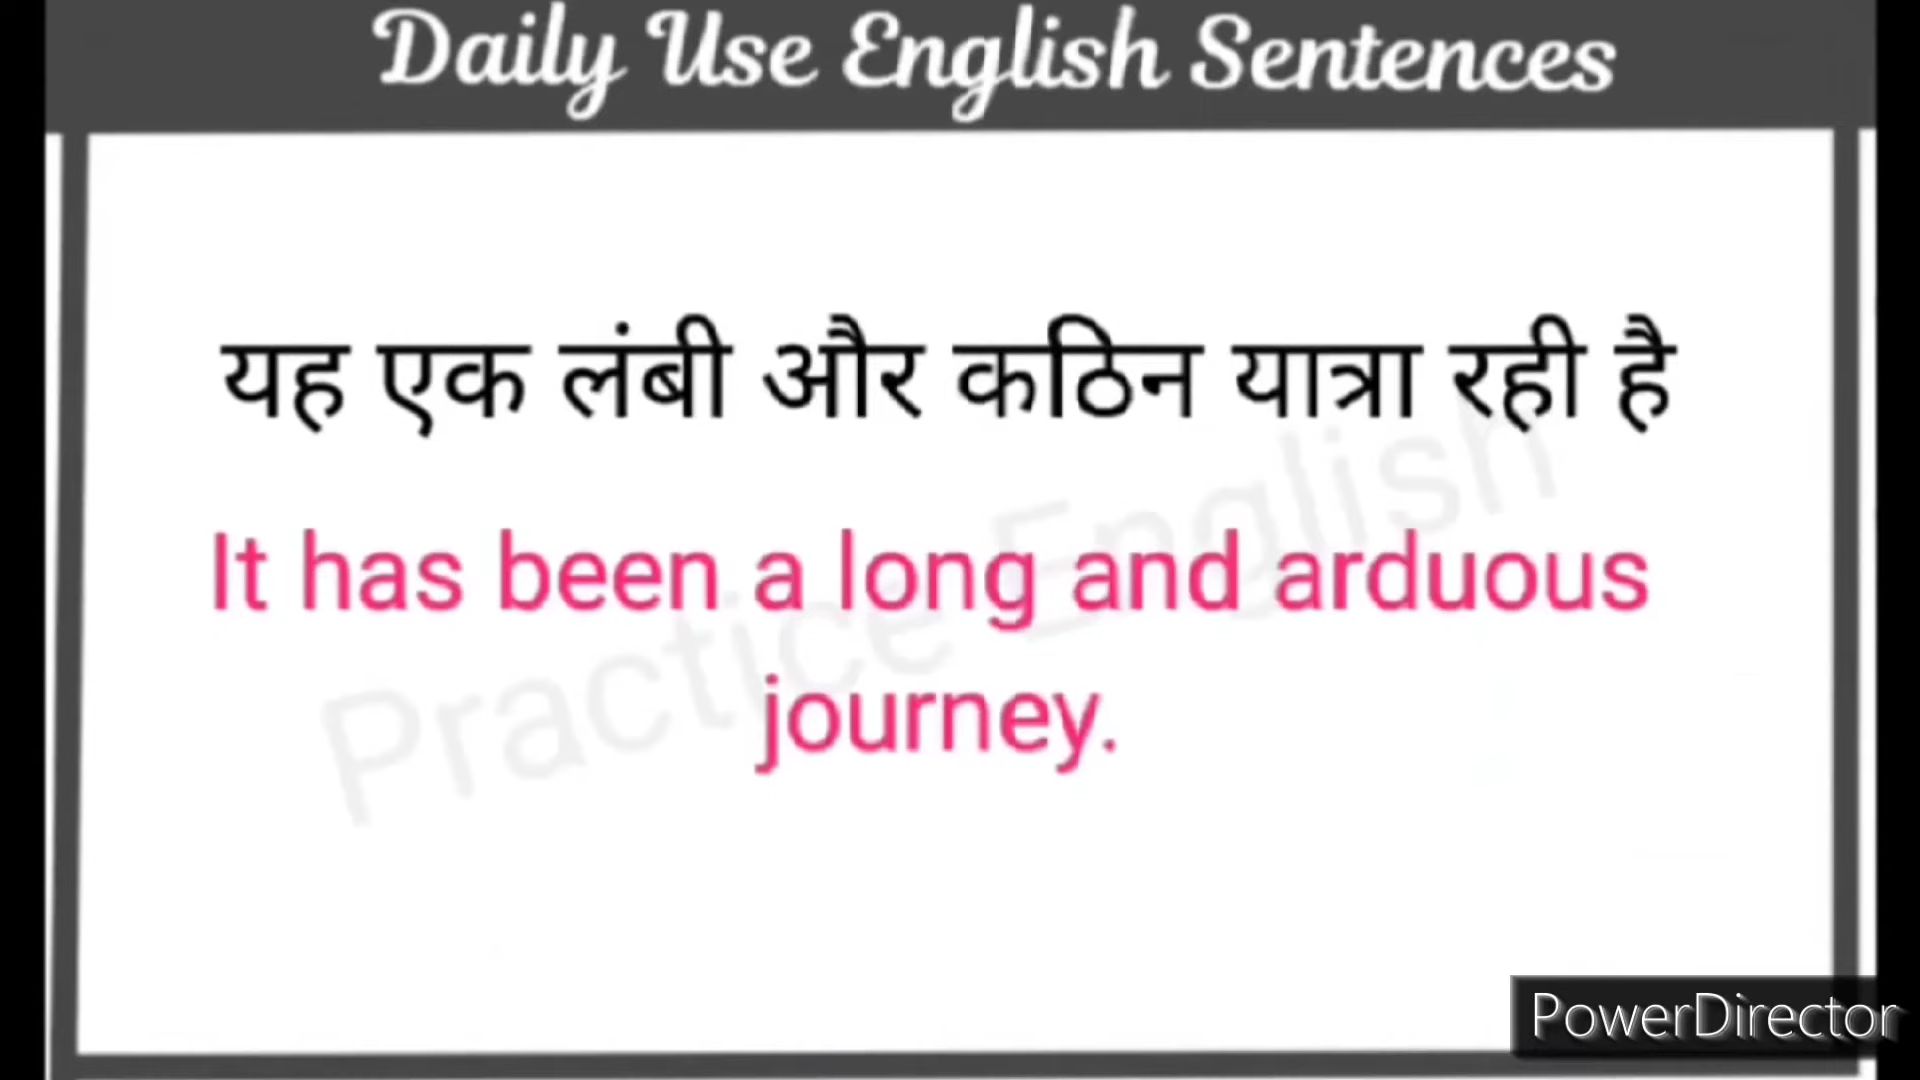 Daily Use English Sentences
यह एक लंबी और कठिन यात्रा रही है
It has been a long and arduous
journey.
Practice English
PowerDirector